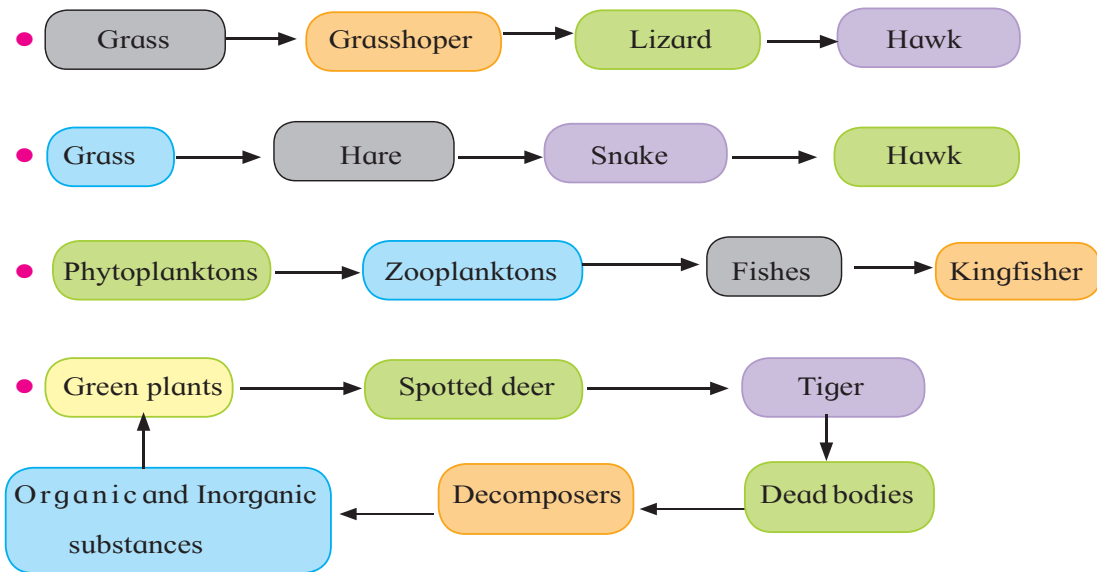 Grass Grasshoper Lizard Hawk
Grass Hare Snake Hawk
Phytoplanktons Zooplanktons Fishes Kingfisher
Green plants Spotted deer Tiger
Organic and Inorganic Decomposers Dead bodies
substances